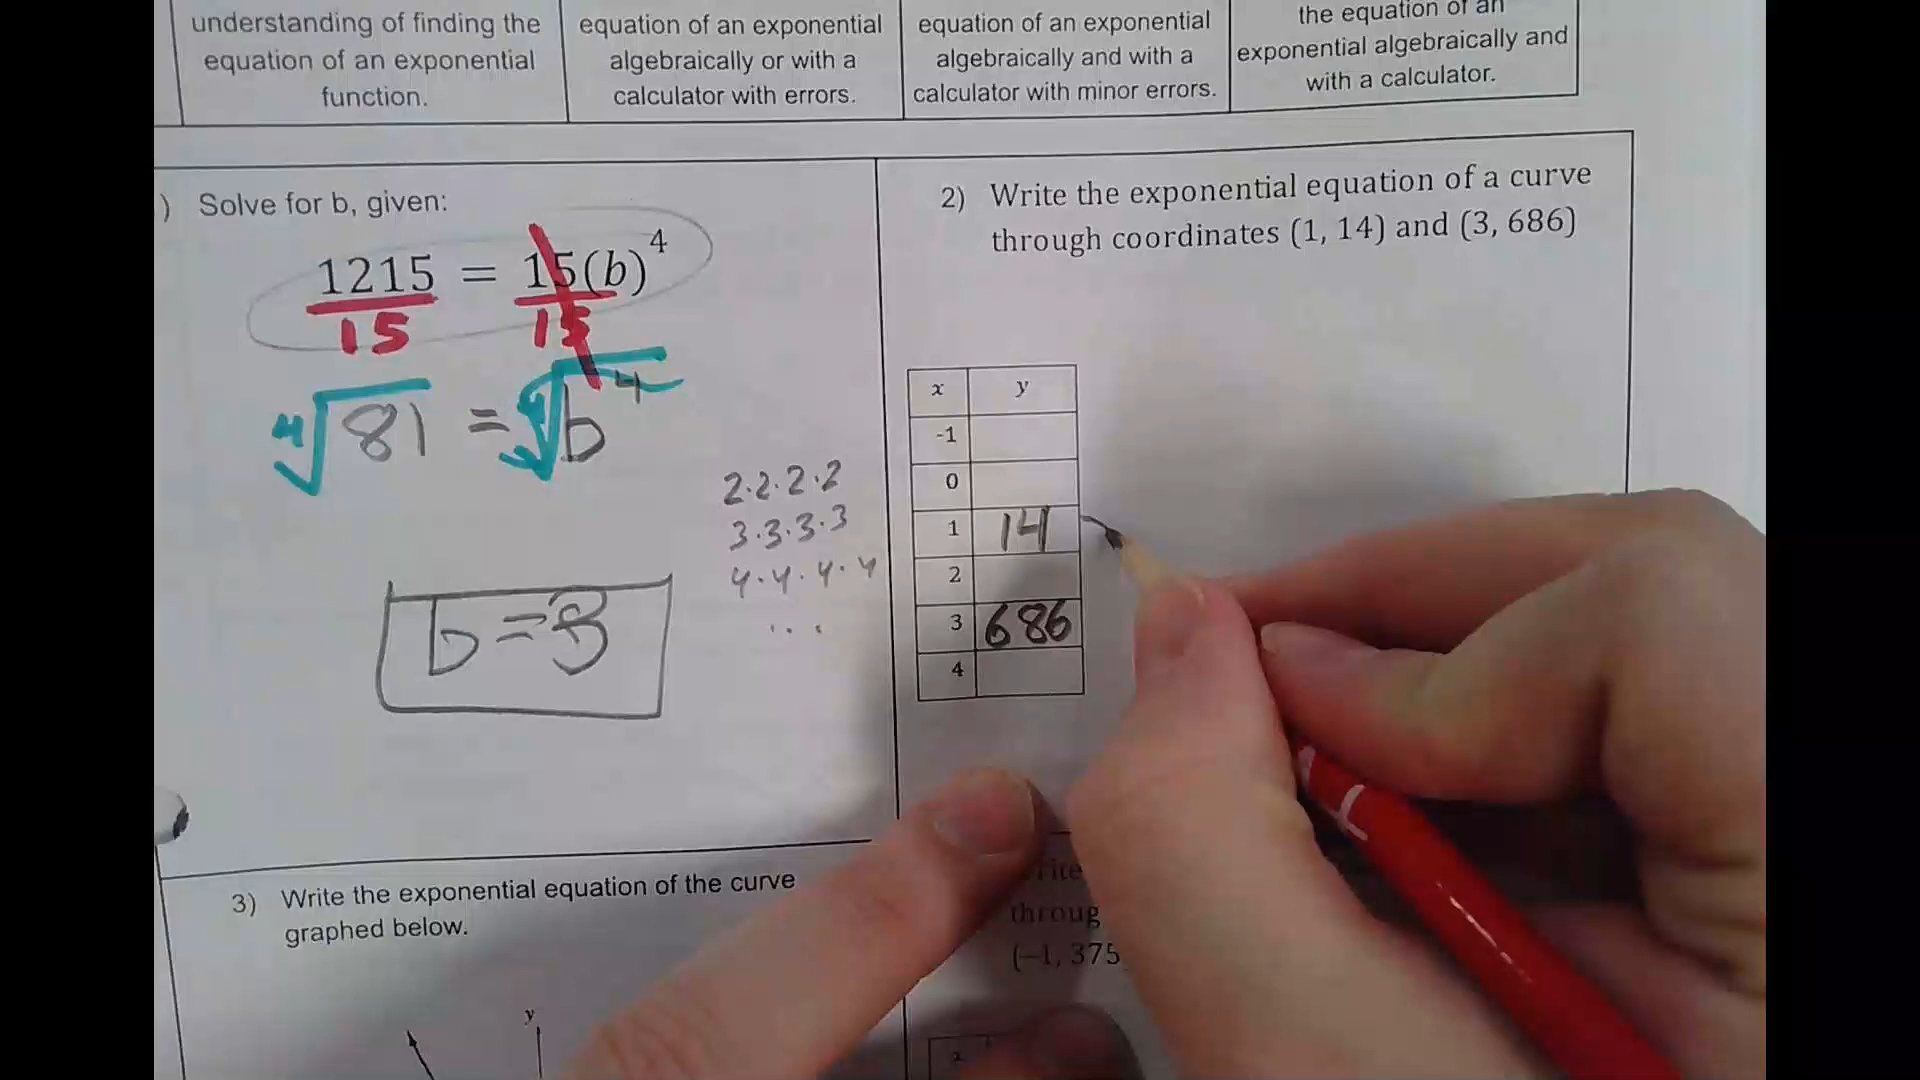 understanding of finding the
equation of an exponential
function.
equation of an exponential
algebraically or with a
calculator with errors.
equation of an exponential
algebraically and with a
calculator with minor errors.
the equation of an
exponential algebraically and
with a calculator.
) Solve for b, given:
1215 = 15(b)^4
15 15
4√81 = 4√b^4
2·2·2·2
3·3·3·3
4·4·4·4
...
b=3
2) Write the exponential equation of a curve
through coordinates (1, 14) and (3, 686)
x y
-1
0
1 14
2
3 686
4
3) Write the exponential equation of the curve
graphed below.
y
throug
(−1, 375
x